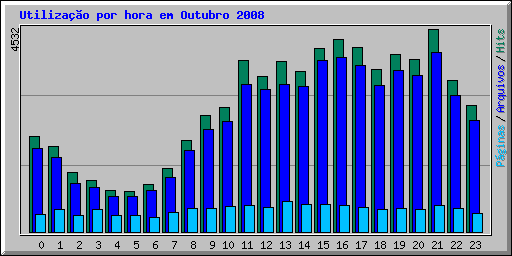 Utilização por hora em Outubro 2008
4532
Páginas / Arquivos / Hits
0 1 2 3 4 5 6 7 8 9 10 11 12 13 14 15 16 17 18 19 20 21 22 23